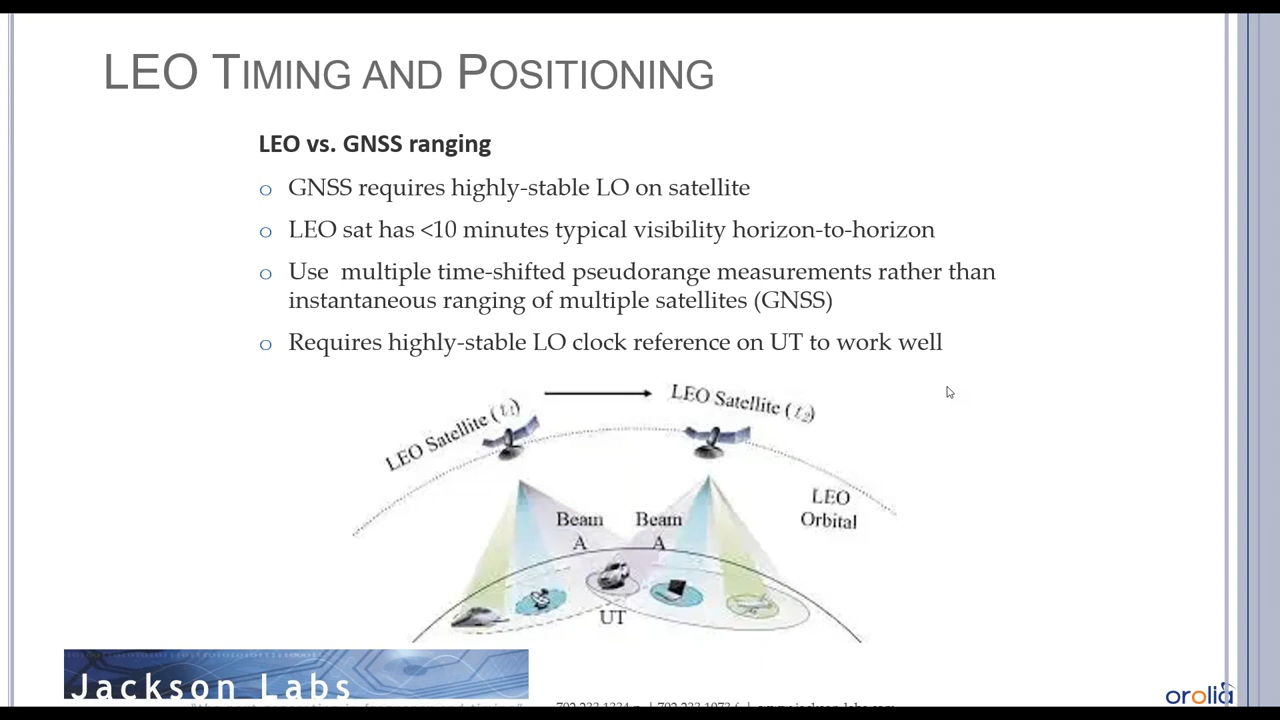 LEO TIMING AND POSITIONING
LEO vs. GNSS ranging
o GNSS requires highly-stable LO on satellite
o LEO sat has <10 minutes typical visibility horizon-to-horizon
o Use multiple time-shifted pseudorange measurements rather than
instantaneous ranging of multiple satellites (GNSS)
o Requires highly-stable LO clock reference on UT to work well
LEO Satellite (t₁)
LEO Satellite (t₂)
LEO
Orbital
Beam
A
Beam
A
UT
Jackson Labs
orolia